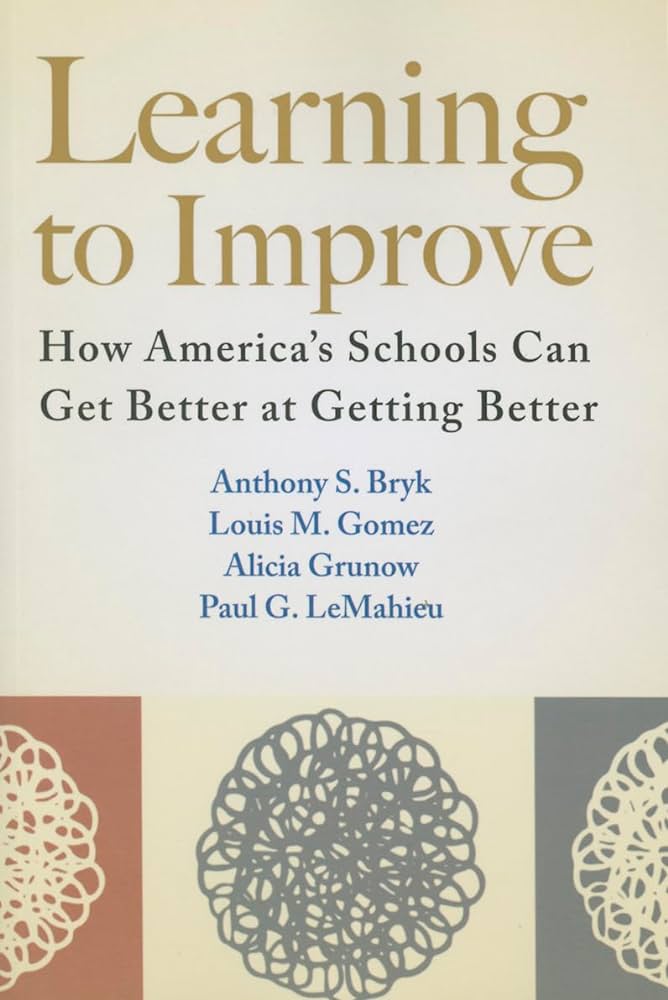 Learning
to Improve
How America's Schools Can
Get Better at Getting Better
Anthony S. Bryk
Louis M. Gomez
Alicia Grunow
Paul G. LeMahieu